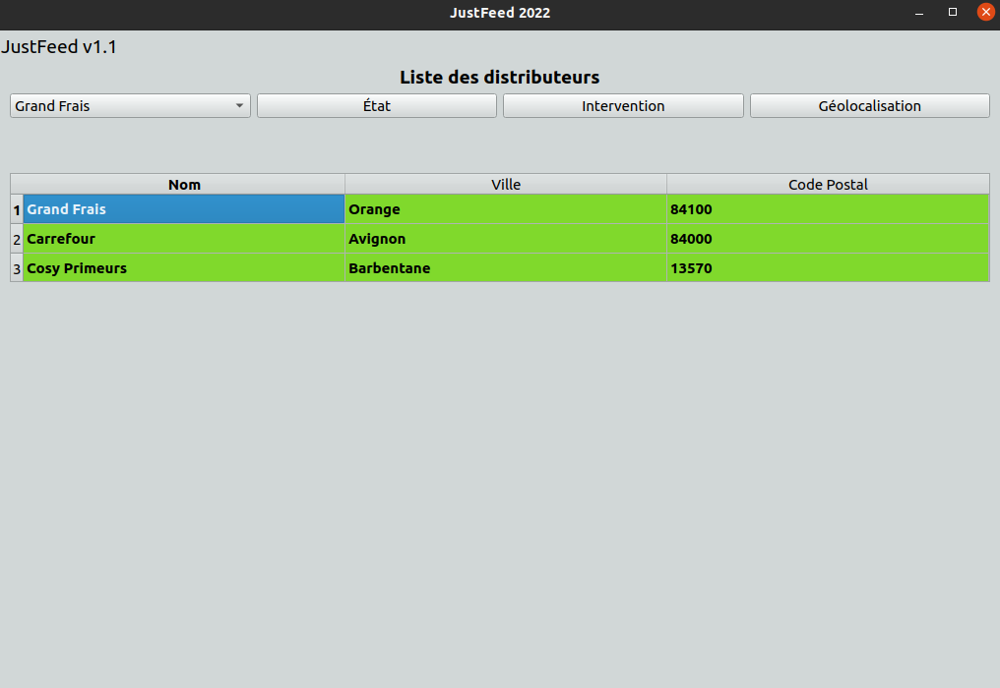 JustFeed 2022
JustFeed v1.1
Liste des distributeurs
Grand Frais État Intervention Géolocalisation
Nom Ville Code Postal
1 Grand Frais Orange 84100
2 Carrefour Avignon 84000
3 Cosy Primeurs Barbentane 13570